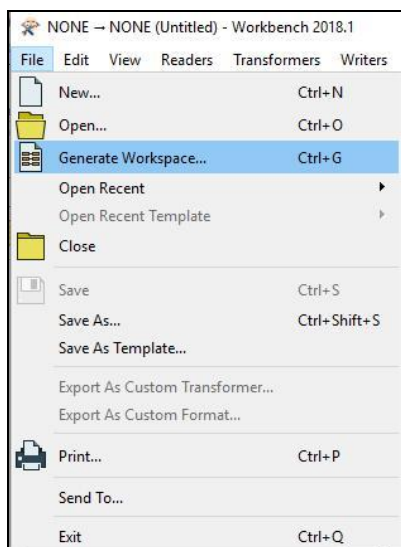 NONE → NONE (Untitled) - Workbench 2018.1
File Edit View Readers Transformers Writers
New... Ctrl+N
Open... Ctrl+O
Generate Workspace... Ctrl+G
Open Recent
Open Recent Template
Close
Save Ctrl+S
Save As... Ctrl+Shift+S
Save As Template...
Export As Custom Transformer...
Export As Custom Format...
Print... Ctrl+P
Send To...
Exit Ctrl+Q